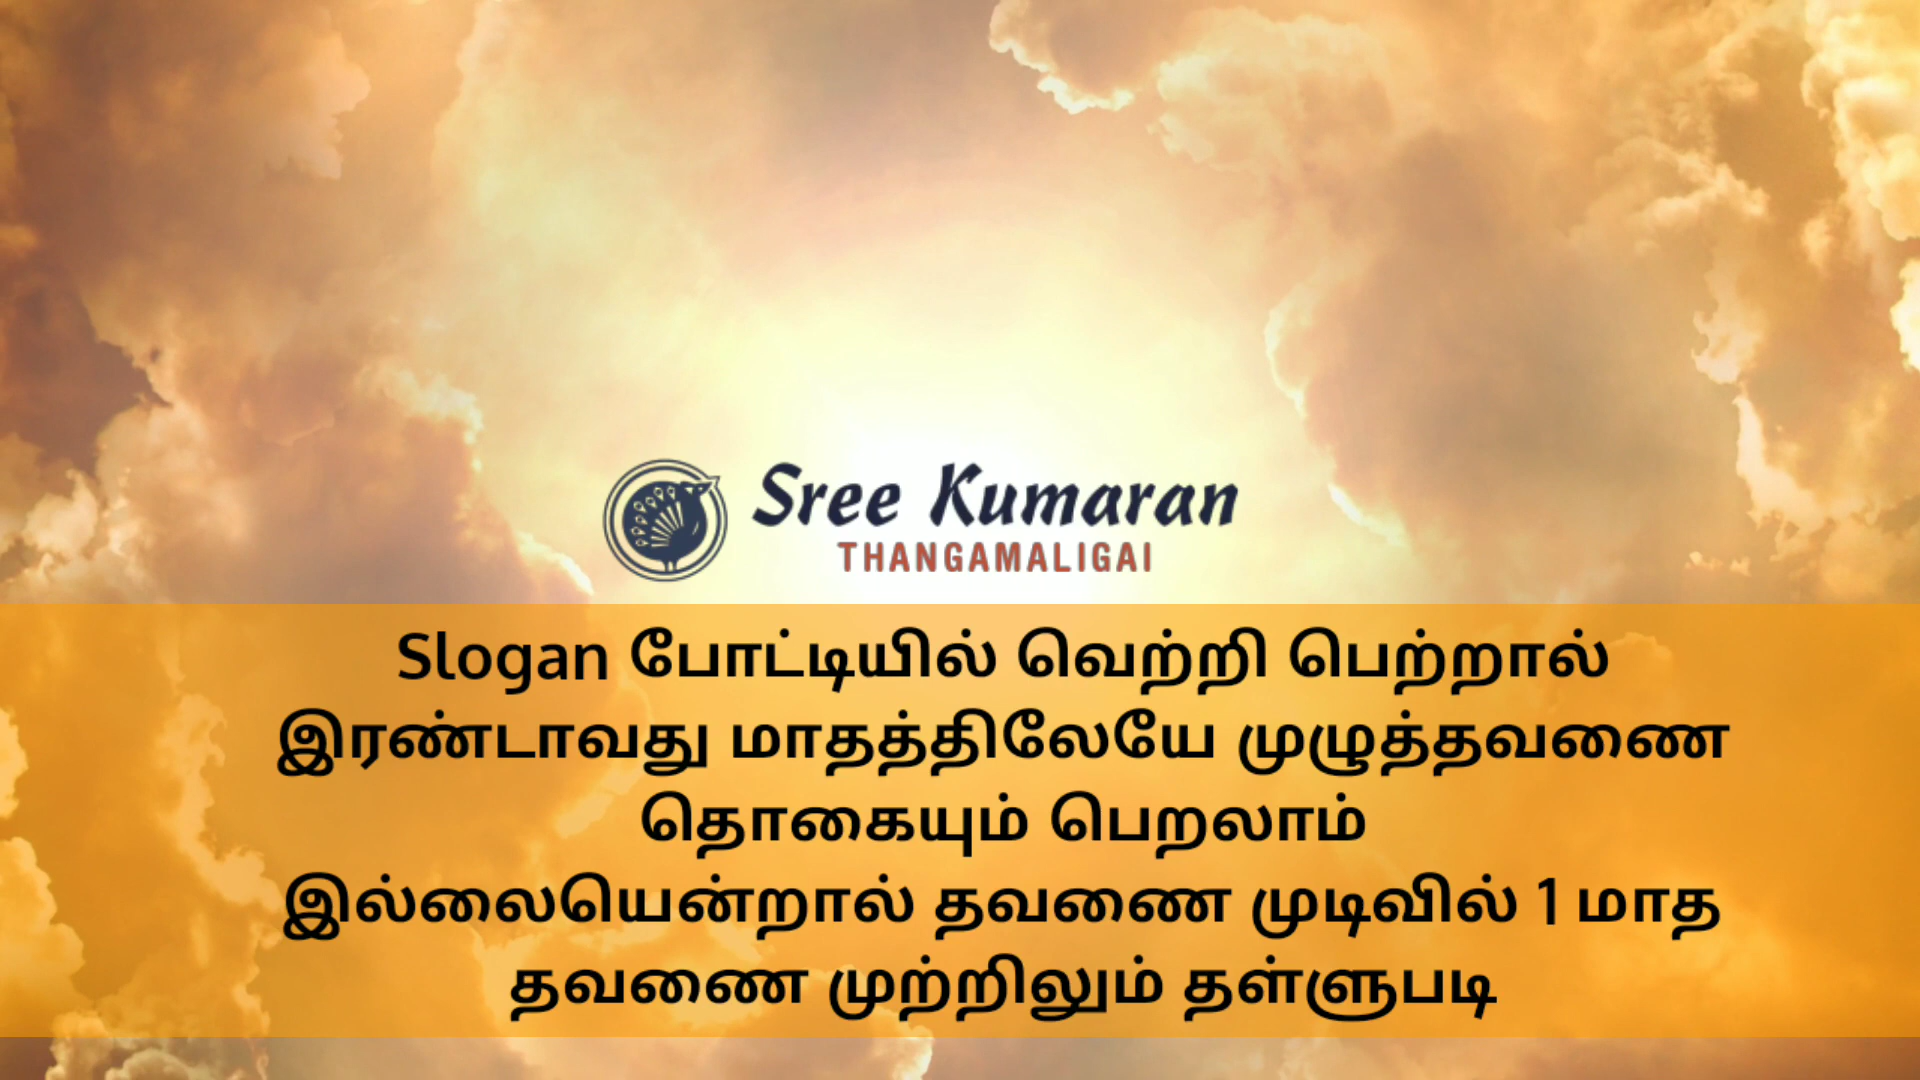 Sree Kumaran
THANGAMALIGAI
Slogan போட்டியில் வெற்றி பெற்றால்
இரண்டாவது மாதத்திலேயே முழுத்தவணை
தொகையும் பெறலாம்
இல்லையென்றால் தவணை முடிவில் 1 மாத
தவணை முற்றிலும் தள்ளுபடி